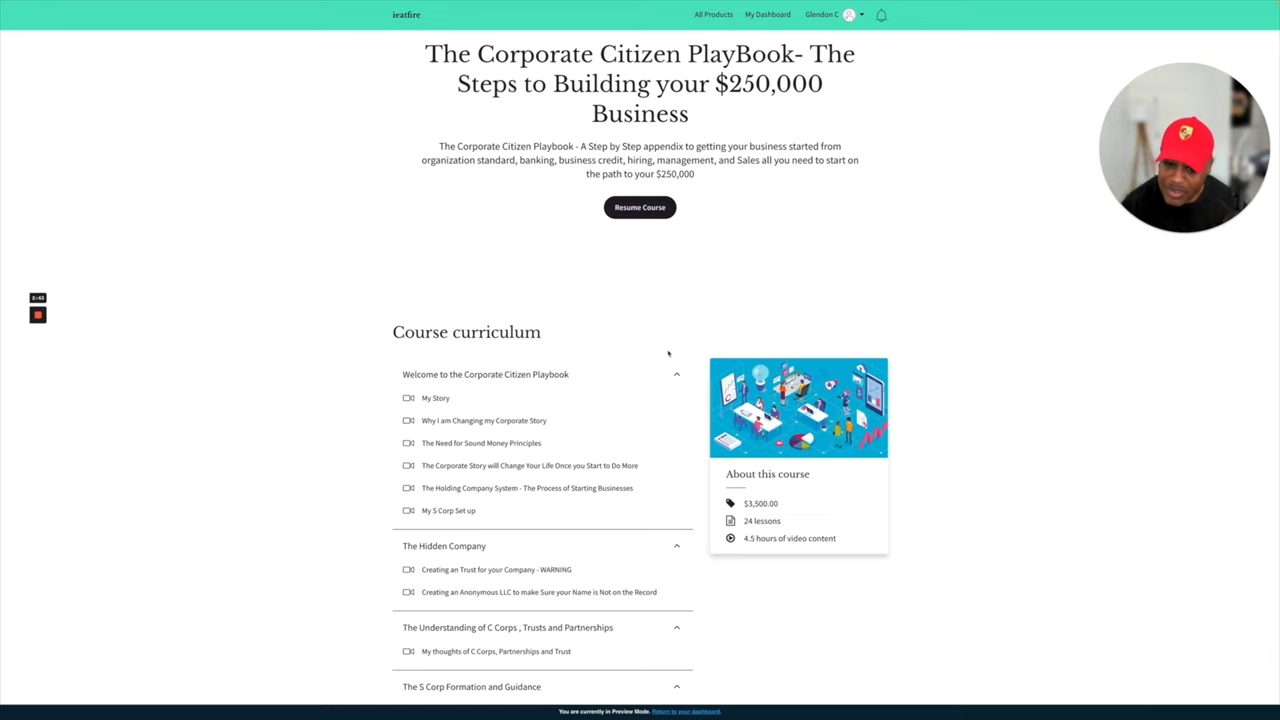 ieatfire
All Products
My Dashboard
Glendon C
The Corporate Citizen PlayBook- The
Steps to Building your $250,000
Business
The Corporate Citizen Playbook - A Step by Step appendix to getting your business started from
organization standard, banking, business credit, hiring, management, and Sales all you need to start on
the path to your $250,000
Resume Course
2:43
Course curriculum
Welcome to the Corporate Citizen Playbook
My Story
Why I am Changing my Corporate Story
The Need for Sound Money Principles
The Corporate Story will Change Your Life Once you Start to Do More
The Holding Company System - The Process of Starting Businesses
My S Corp Set up
The Hidden Company
Creating an Trust for your Company - WARNING
Creating an Anonymous LLC to make Sure your Name is Not on the Record
The Understanding of C Corps , Trusts and Partnerships
My thoughts of C Corps, Partnerships and Trust
The S Corp Formation and Guidance
About this course
$3,500.00
24 lessons
4.5 hours of video content
You are currently in Preview Mode. Return to your dashboard.